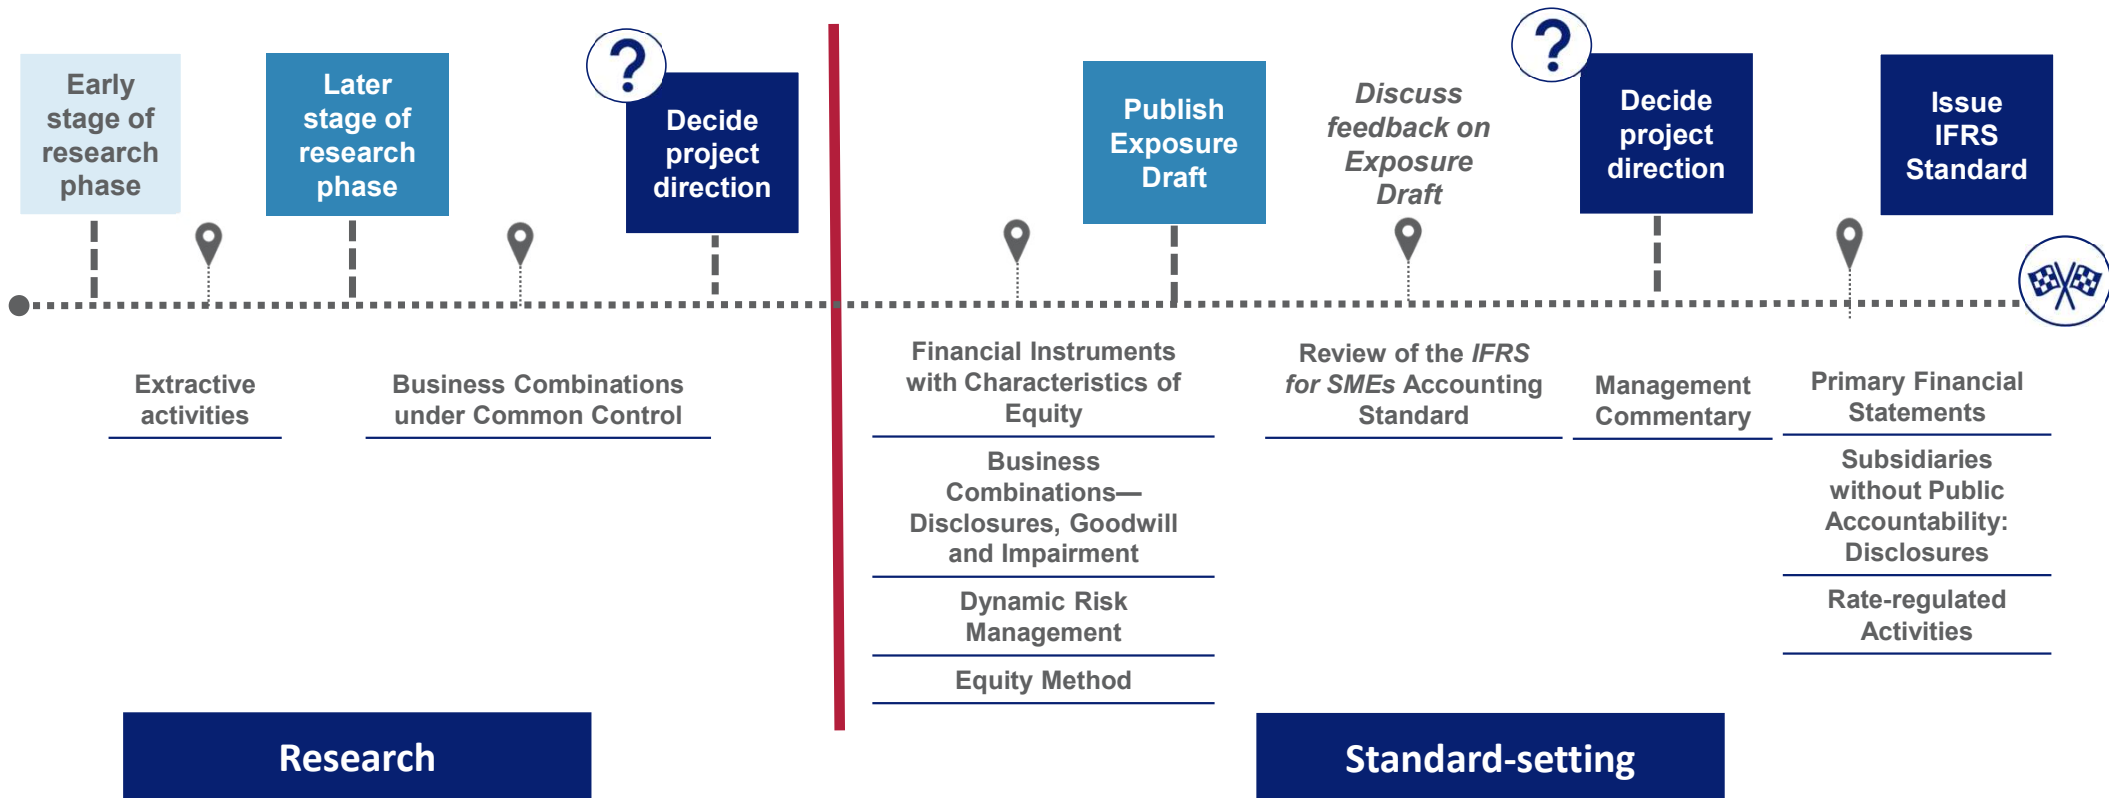 Early
stage of
research
phase
Later
stage of
research
phase
?
Decide
project
direction
Publish
Exposure
Draft
Discuss
feedback on
Exposure
Draft
?
Decide
project
direction
Issue
IFRS
Standard
Extractive
activities
Business Combinations
under Common Control
Financial Instruments
with Characteristics of
Equity
Business
Combinations—
Disclosures, Goodwill
and Impairment
Dynamic Risk
Management
Equity Method
Review of the IFRS
for SMEs Accounting
Standard
Management
Commentary
Primary Financial
Statements
Subsidiaries
without Public
Accountability:
Disclosures
Rate-regulated
Activities
Research
Standard-setting